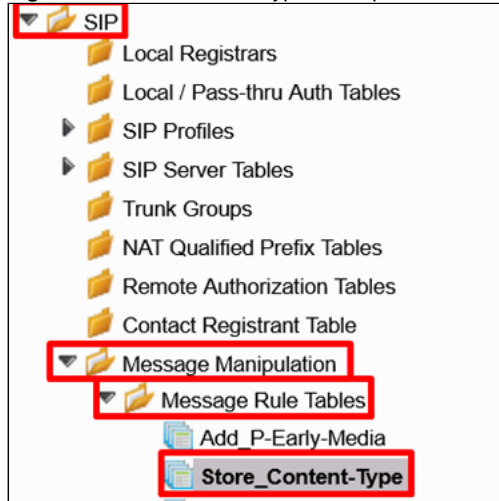 SIP
Local Registrars
Local / Pass-thru Auth Tables
SIP Profiles
SIP Server Tables
Trunk Groups
NAT Qualified Prefix Tables
Remote Authorization Tables
Contact Registrant Table
Message Manipulation
Message Rule Tables
Add_P-Early-Media
Store_Content-Type